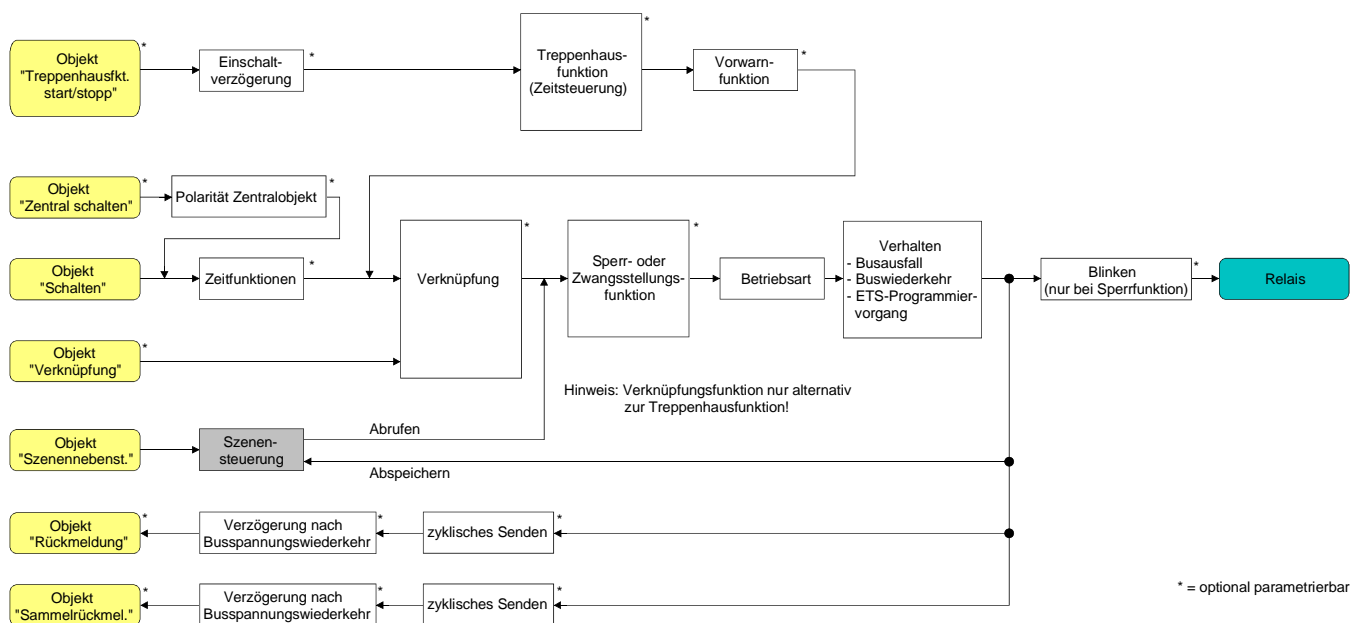 *
Objekt
"Treppenhausfkt.
start/stopp"
*
Einschalt-
verzögerung
*
Treppenhaus-
funktion
(Zeitsteuerung)
*
Vorwarn-
funktion
*
Objekt
"Zentral schalten"
*
Polarität Zentralobjekt
*
Objekt
"Schalten"
*
Zeitfunktionen
*
Verknüpfung
*
Sperr- oder
Zwangsstellungs-
funktion
*
Betriebsart
Verhalten
- Busausfall
- Buswiederkehr
- ETS-Programmier-
vorgang
Blinken
(nur bei Sperrfunktion)
*
Relais
Objekt
"Verknüpfung"
*
Hinweis: Verknüpfungsfunktion nur alternativ
zur Treppenhausfunktion!
Objekt
"Szenennebenst."
*
Szenen-
steuerung
Abrufen
Abspeichern
Objekt
"Rückmeldung"
*
Verzögerung nach
Busspannungswiederkehr
*
zyklisches Senden
*
Objekt
"Sammelrückmel."
*
Verzögerung nach
Busspannungswiederkehr
*
zyklisches Senden
*
* = optional parametrierbar